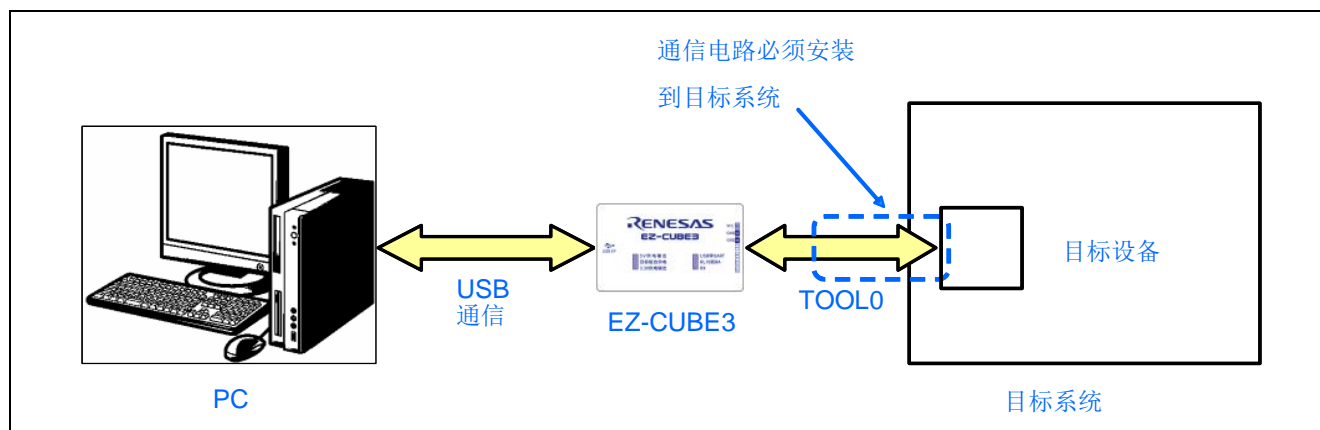 通信电路必须安装
到目标系统
RENESAS
EZ-CUBE3
USB
通信
EZ-CUBE3
TOOL0
目标设备
PC
目标系统